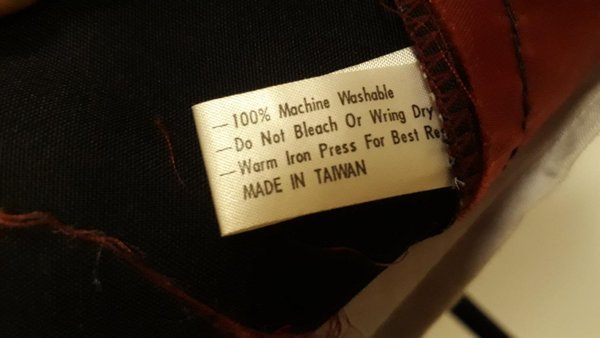 —100% Machine Washable
—Do Not Bleach Or Wring Dry
—Warm Iron Press For Best
MADE IN TAIWAN